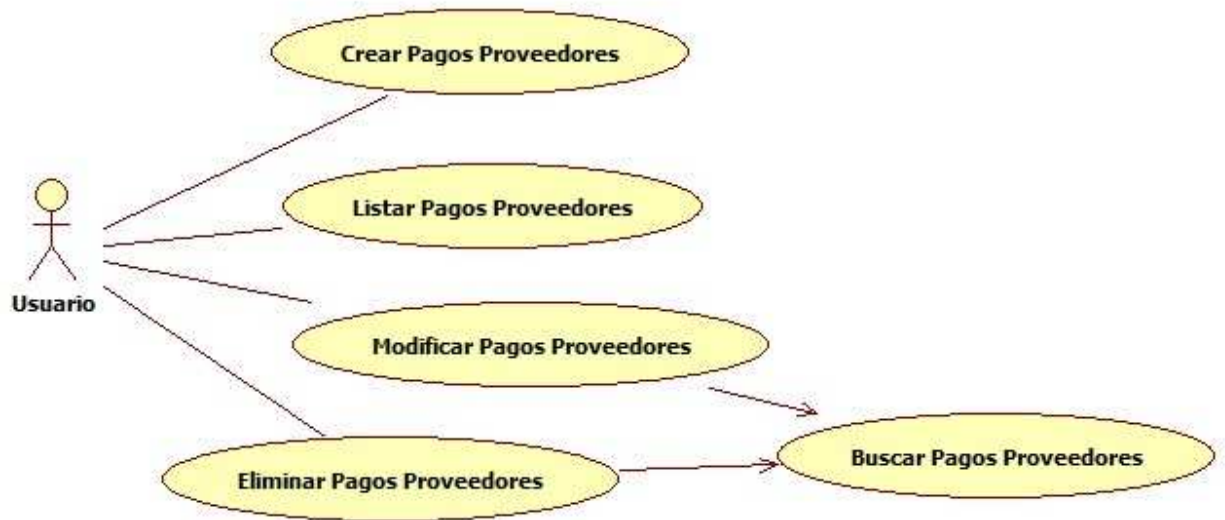 Crear Pagos Proveedores
Listar Pagos Proveedores
Usuario
Modificar Pagos Proveedores
Buscar Pagos Proveedores
Eliminar Pagos Proveedores